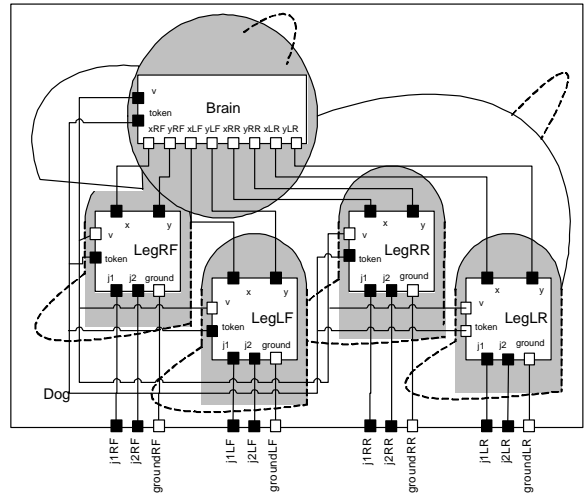 v
Brain
token
xRF yRF xLF yLF xRR yRR xLR yLR
x y
v
LegRF
token
j1 j2 ground
x y
v
LegRR
token
j1 j2 ground
x y
v
LegLF
token
j1 j2 ground
x y
v
LegLR
token
j1 j2 ground
Dog
j1RF
j2RF
groundRF
j1LF
j2LF
groundLF
j1RR
j2RR
groundRR
j1LR
j2LR
groundLR